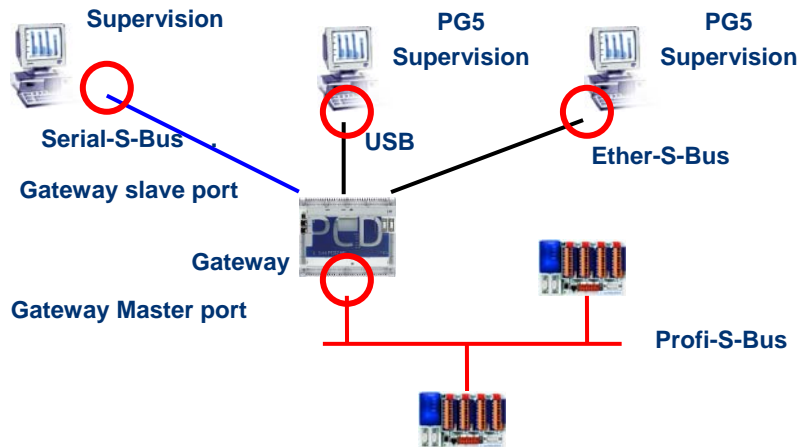 Supervision
PG5
Supervision
PG5
Supervision
Serial-S-Bus .
USB
Ether-S-Bus
Gateway slave port
PCD
Gateway
Gateway Master port
Profi-S-Bus